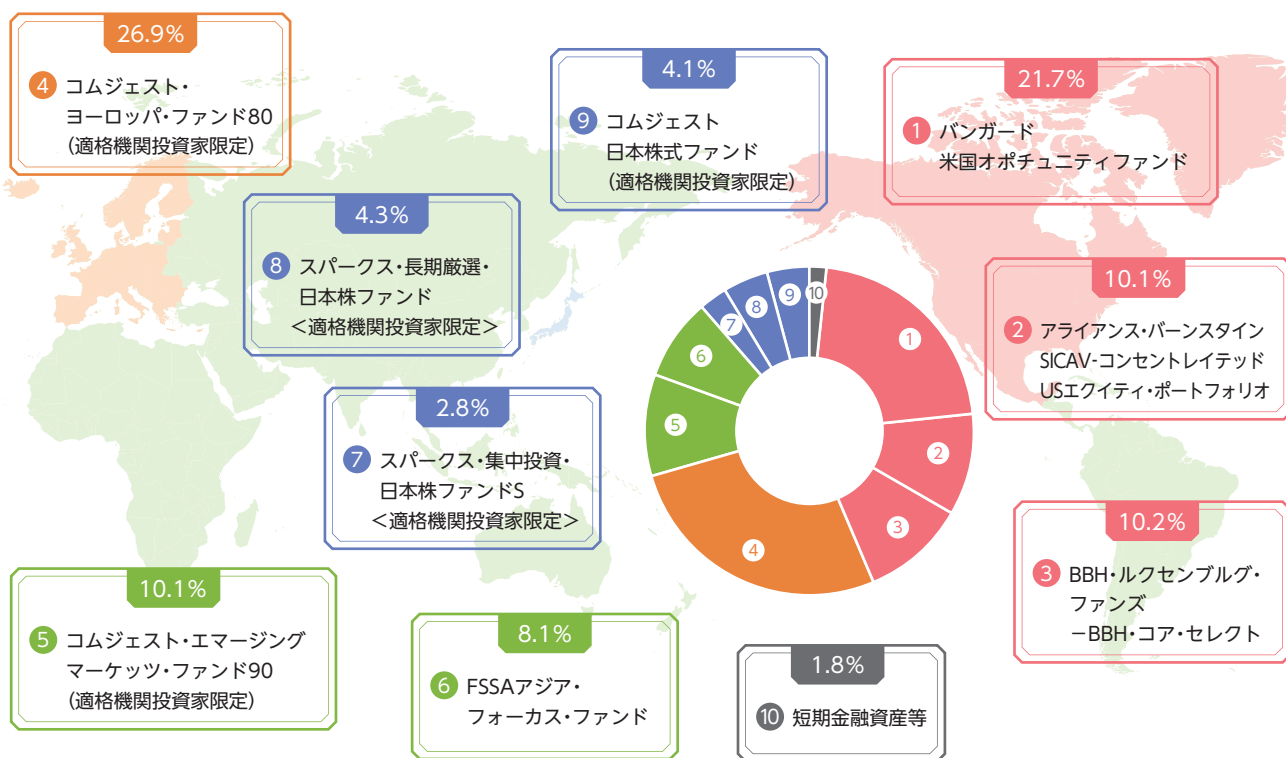 26.9%
4 コムジェスト・
ヨーロッパ・ファンド80
(適格機関投資家限定)
4.1%
9 コムジェスト
日本株式ファンド
(適格機関投資家限定)
21.7%
1 バンガード
米国オポチュニティファンド
4.3%
8 スパークス・長期厳選・
日本株ファンド
<適格機関投資家限定>
10.1%
2 アライアンス・バーンスタイン
SICAV-コンセントレイテッド
USエクイティ・ポートフォリオ
2.8%
7 スパークス・集中投資・
日本株ファンドS
<適格機関投資家限定>
10.2%
3 BBH・ルクセンブルグ・
ファンズ
−BBH・コア・セレクト
10.1%
5 コムジェスト・エマージング
マーケッツ・ファンド90
(適格機関投資家限定)
8.1%
6 FSSAアジア・
フォーカス・ファンド
1.8%
10 短期金融資産等
1
2
3
4
5
6
7
8
9
10